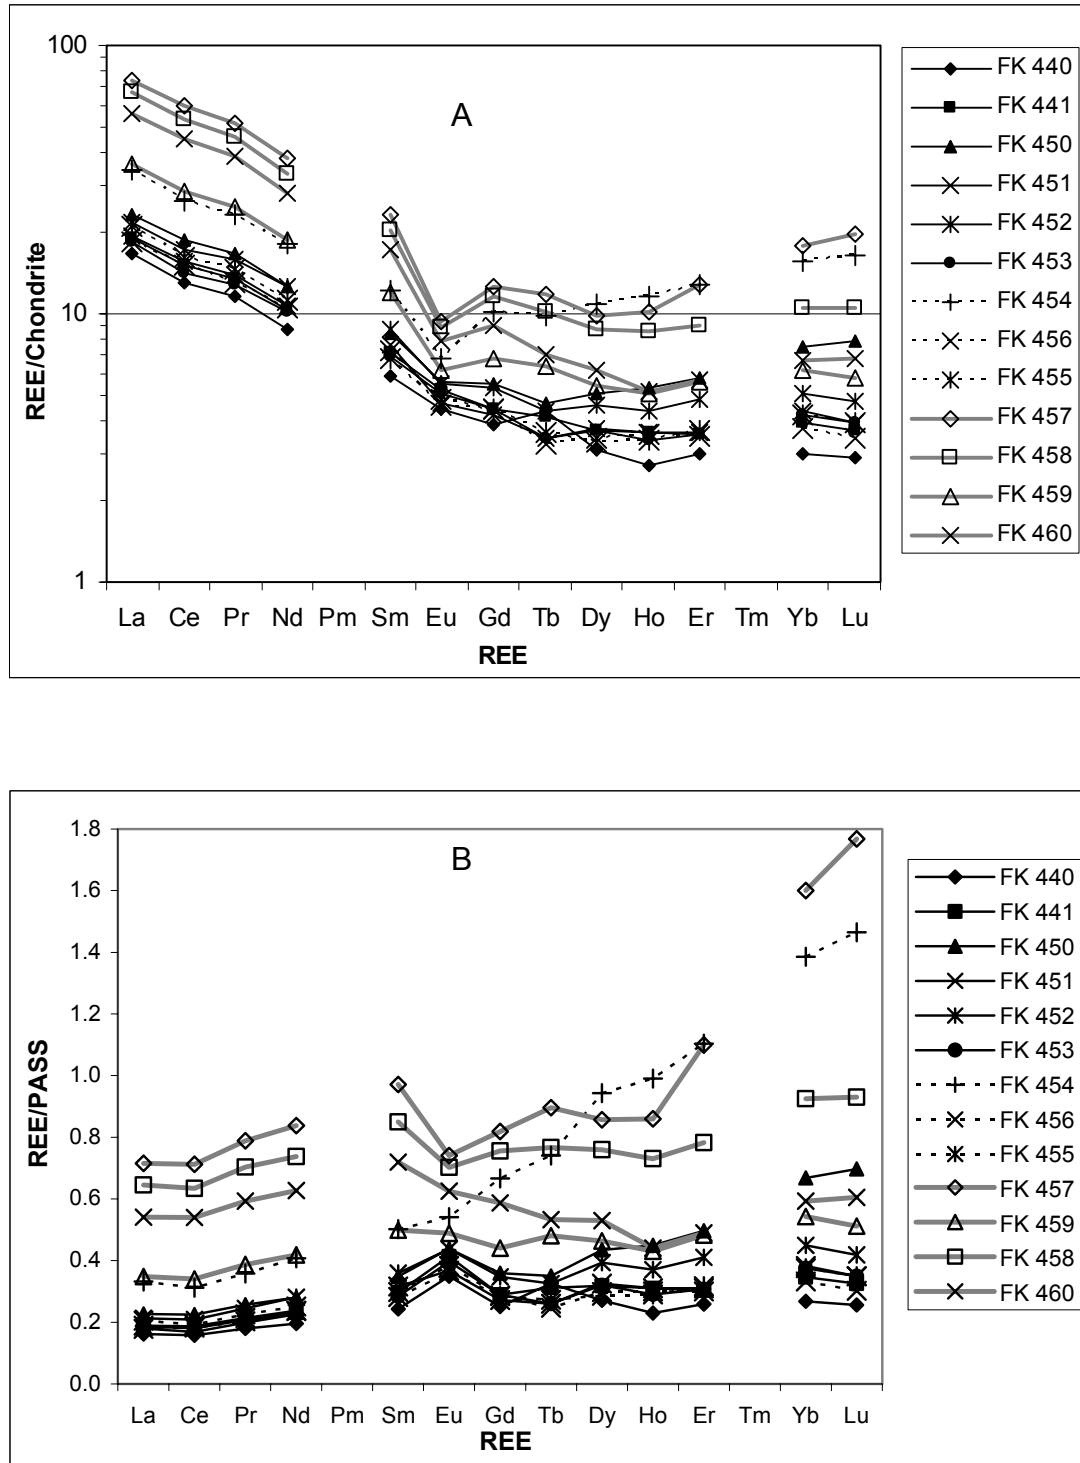 100
10
1
REE/Chondrite
A
La Ce Pr Nd Pm Sm Eu Gd Tb Dy Ho Er Tm Yb Lu
REE
FK 440
FK 441
FK 450
FK 451
FK 452
FK 453
FK 454
FK 456
FK 455
FK 457
FK 458
FK 459
FK 460
1.8
1.6
1.4
1.2
1.0
0.8
0.6
0.4
0.2
0.0
REE/PASS
B
La Ce Pr Nd Pm Sm Eu Gd Tb Dy Ho Er Tm Yb Lu
REE
FK 440
FK 441
FK 450
FK 451
FK 452
FK 453
FK 454
FK 456
FK 455
FK 457
FK 459
FK 458
FK 460